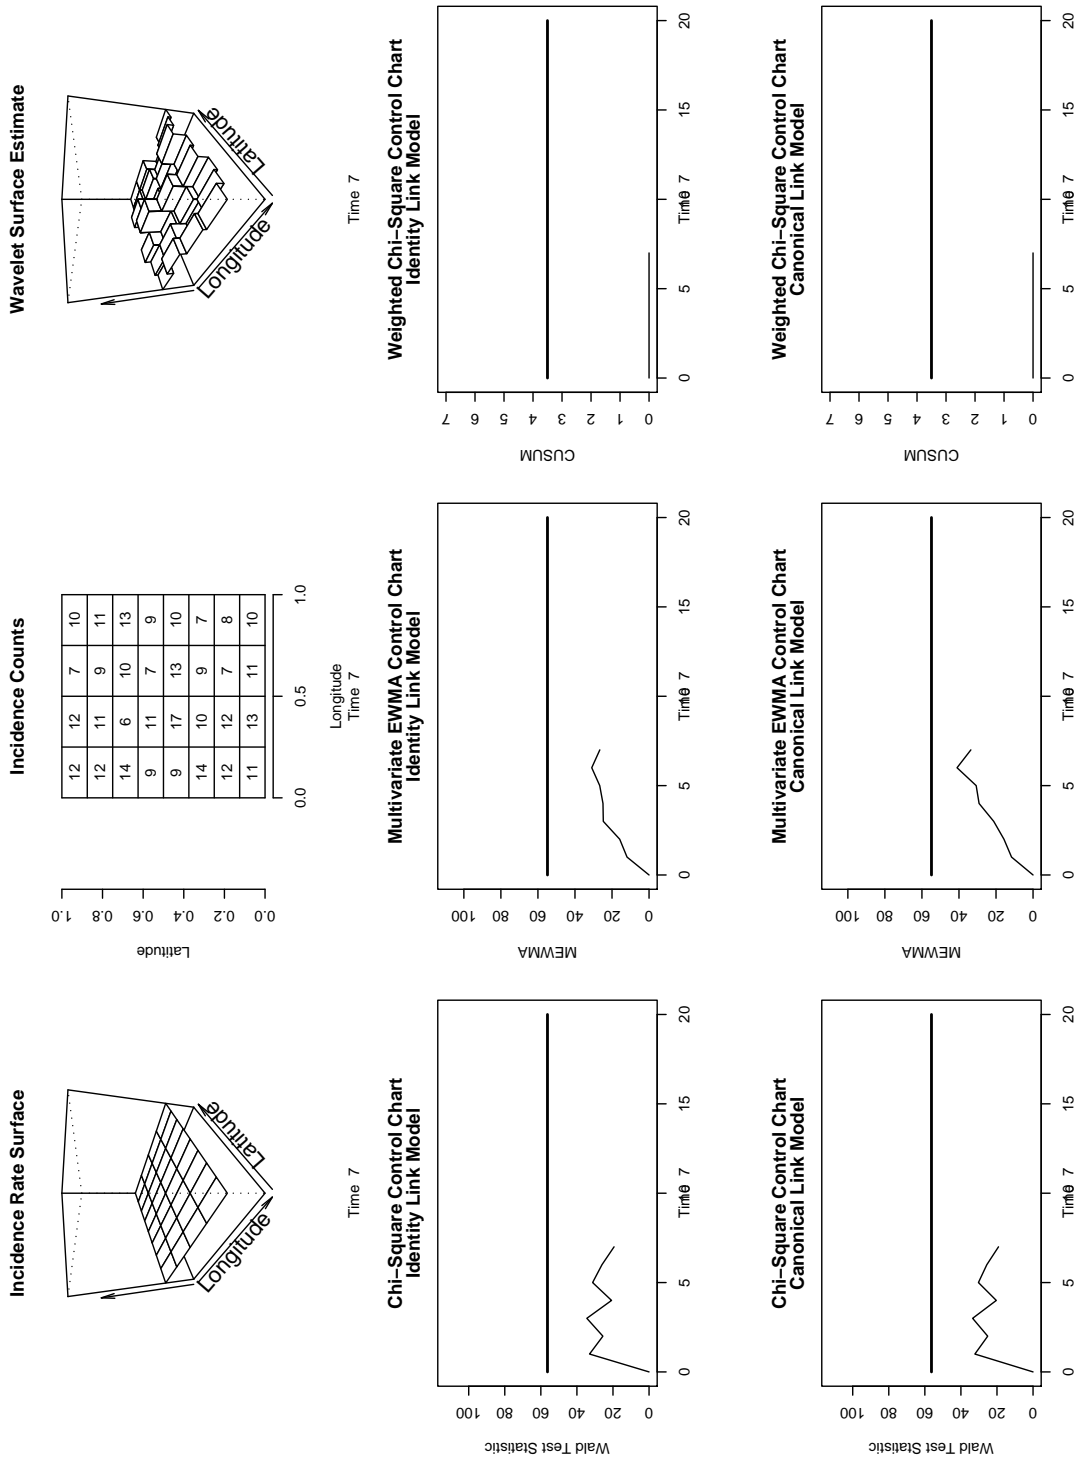 Incidence Rate Surface
Longitude
Latitude
Time 7
Incidence Counts
Latitude
1.0
0.8
0.6
0.4
0.2
0.0
12 12 7 10
12 11 9 11
14 6 10 13
9 11 7 9
9 17 13 10
14 10 9 7
12 12 7 8
11 13 11 10
0.0 0.5 1.0
Longitude
Time 7
Wavelet Surface Estimate
Longitude
Latitude
Time 7
Chi−Square Control Chart
Identity Link Model
Wald Test Statistic
100
80
60
40
20
0
0 5 10 15 20
Time 7
Multivariate EWMA Control Chart
Identity Link Model
MEWMA
100
80
60
40
20
0
0 5 10 15 20
Time 7
Weighted Chi−Square Control Chart
Identity Link Model
CUSUM
7
6
5
4
3
2
1
0
0 5 10 15 20
Time 7
Chi−Square Control Chart
Canonical Link Model
Wald Test Statistic
100
80
60
40
20
0
0 5 10 15 20
Time 7
Multivariate EWMA Control Chart
Canonical Link Model
MEWMA
100
80
60
40
20
0
0 5 10 15 20
Time 7
Weighted Chi−Square Control Chart
Canonical Link Model
CUSUM
7
6
5
4
3
2
1
0
0 5 10 15 20
Time 7